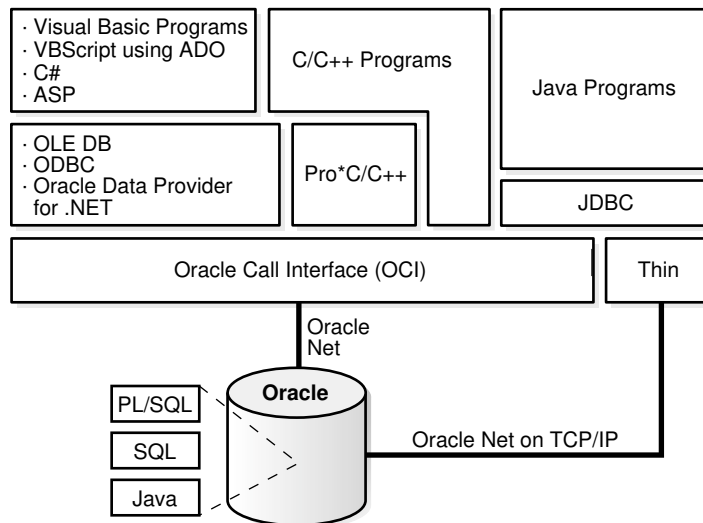 · Visual Basic Programs
· VBScript using ADO
· C#
· ASP
C/C++ Programs
Java Programs
· OLE DB
· ODBC
· Oracle Data Provider
for .NET
Pro*C/C++
JDBC
Oracle Call Interface (OCI)
Thin
Oracle
Net
Oracle
PL/SQL
SQL
Java
Oracle Net on TCP/IP